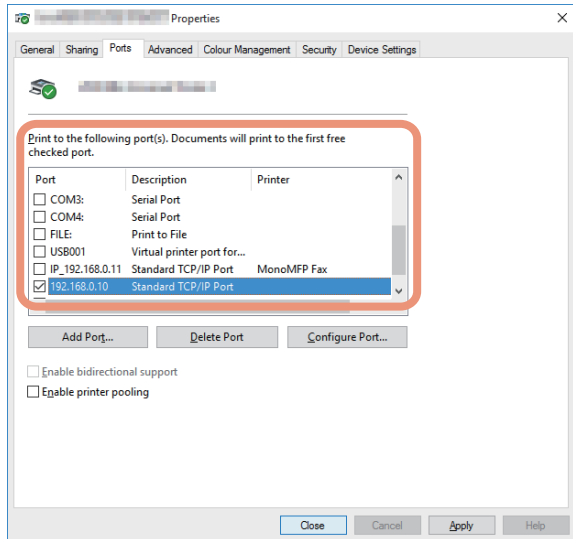 Properties
General Sharing Ports Advanced Colour Management Security Device Settings
Print to the following port(s). Documents will print to the first free
checked port.
Port Description Printer
COM3: Serial Port
COM4: Serial Port
FILE: Print to File
USB001 Virtual printer port for...
IP_192.168.0.11 Standard TCP/IP Port MonoMFP Fax
192.168.0.10 Standard TCP/IP Port
Add Port... Delete Port Configure Port...
Enable bidirectional support
Enable printer pooling
Close Cancel Apply Help